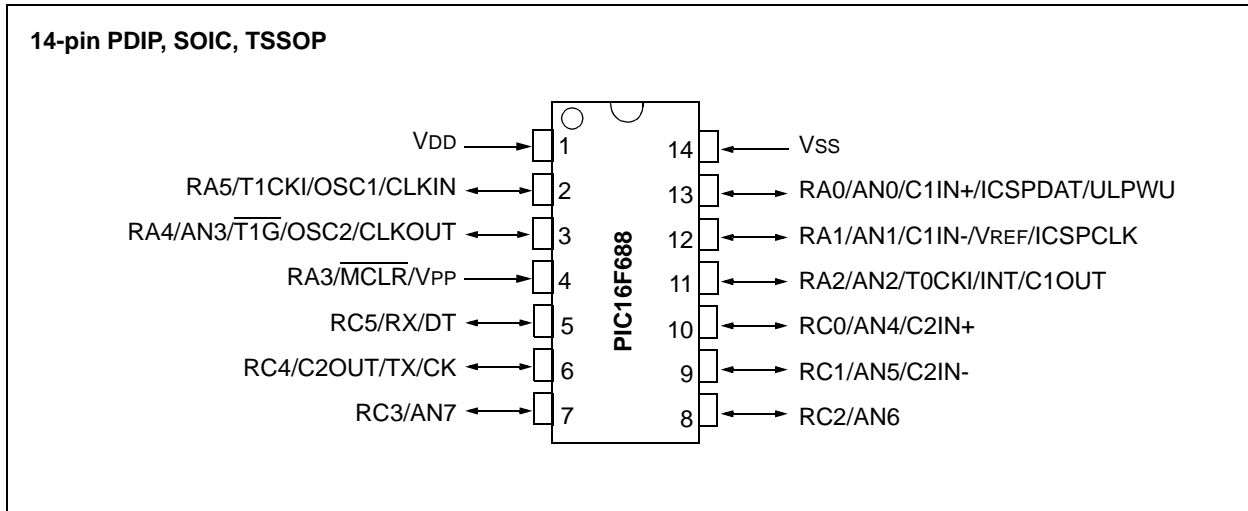 14-pin PDIP, SOIC, TSSOP
VDD
1
14
VSS
RA5/T1CKI/OSC1/CLKIN
2
13
RA0/AN0/C1IN+/ICSPDAT/ULPWU
RA4/AN3/T1G/OSC2/CLKOUT
3
12
RA1/AN1/C1IN-/VREF/ICSPCLK
RA3/MCLR/VPP
4
11
RA2/AN2/T0CKI/INT/C1OUT
RC5/RX/DT
5
10
RC0/AN4/C2IN+
RC4/C2OUT/TX/CK
6
9
RC1/AN5/C2IN-
RC3/AN7
7
8
RC2/AN6
PIC16F688